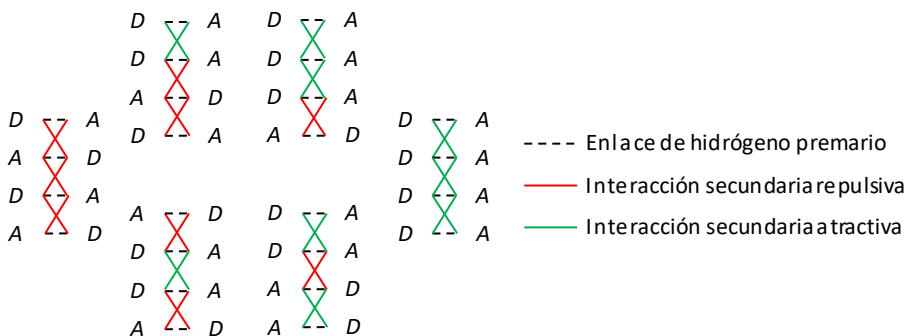 D A
A D
D A
A D
D A
D A
A D
D A
D A
D A
D A
A D
A D
D A
D A
A D
D A
D A
A D
A D
D A
D A
D A
D A
Enlace de hidrógeno premario
Interacción secundaria repulsiva
Interacción secundaria atractiva